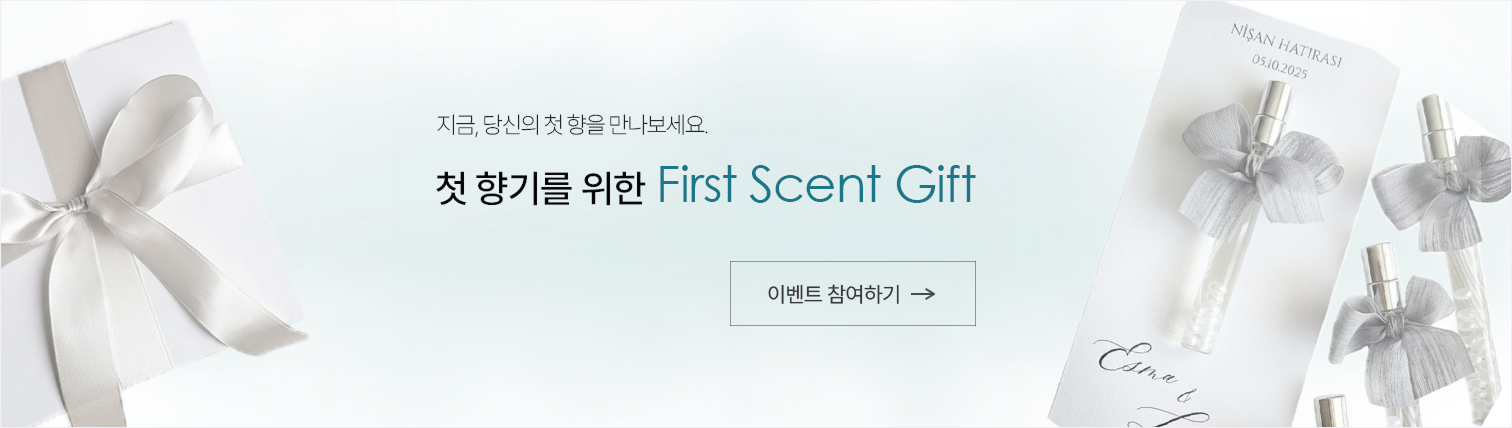 지금, 당신의 첫 향을 만나보세요.
첫 향기를 위한 First Scent Gift
이벤트 참여하기 →
NİŞAN HATIRASI
05.10.2025
Esma &